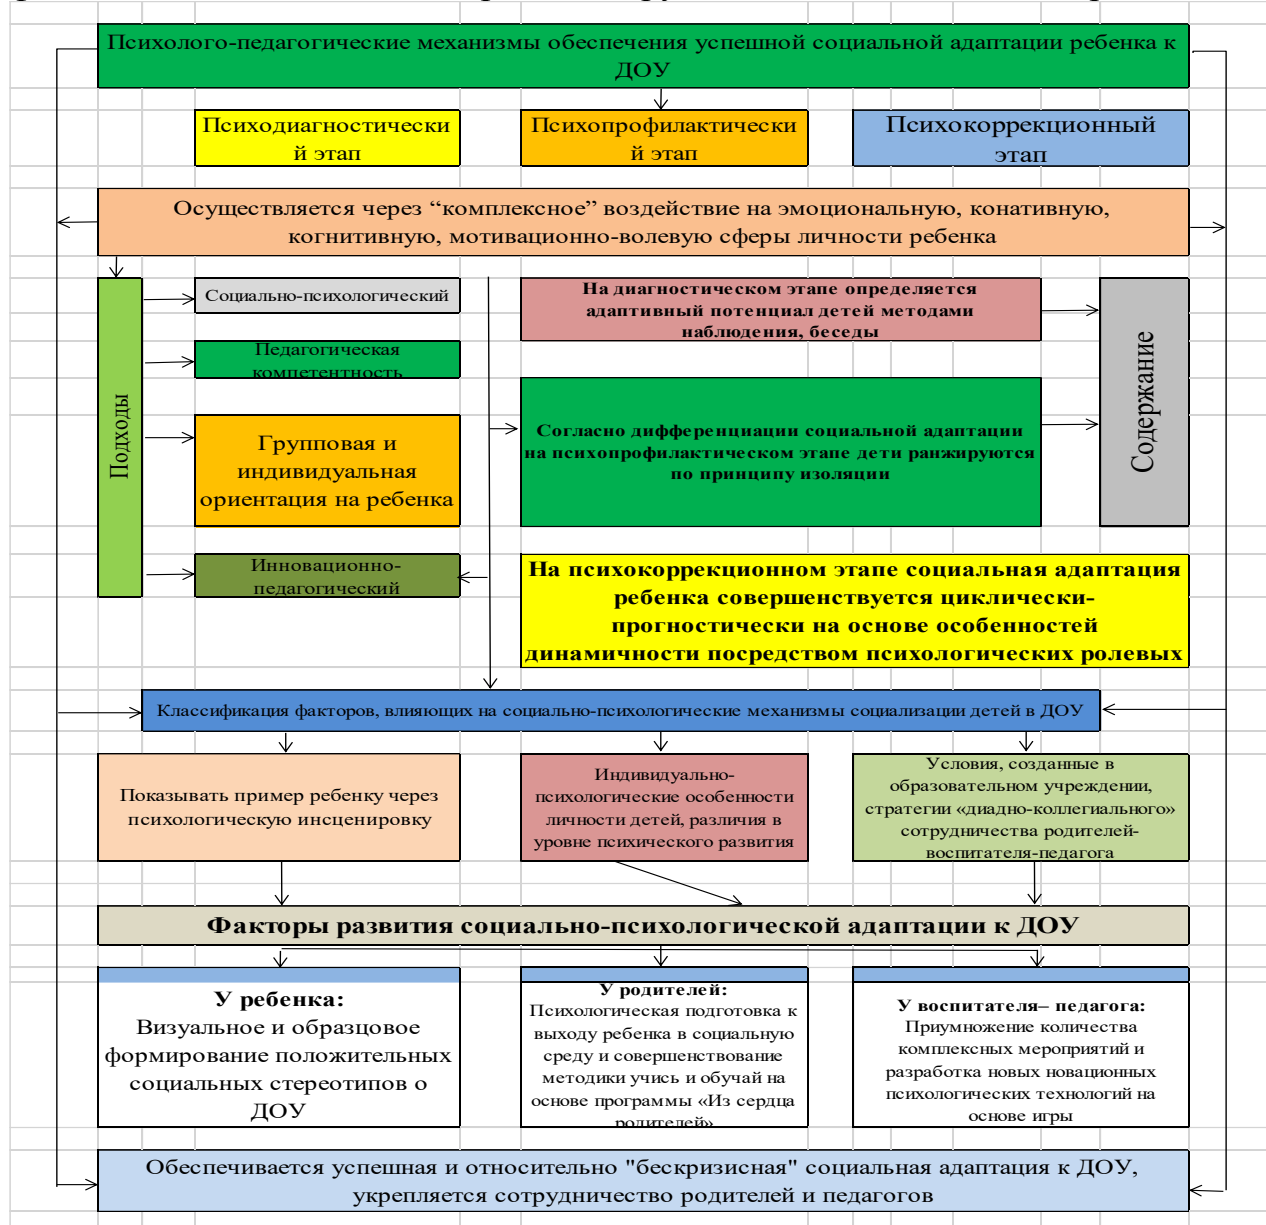 Психолого-педагогические механизмы обеспечения успешной социальной адаптации ребенка к
ДОУ
Психодиагностически
й этап
Психопрофилактически
й этап
Психокоррекционный
этап
Осуществляется через “комплексное” воздействие на эмоциональную, конативную,
когнитивную, мотивационно-волевую сферы личности ребенка
Подходы
Социально-психологический
Педагогическая
компетентность
Групповая и
индивидуальная
ориентация на ребенка
Инновационно-
педагогический
На диагностическом этапе определяется
адаптивный потенциал детей методами
наблюдения, беседы
Согласно дифференциации социальной адаптации
на психопрофилактическом этапе дети ранжируются
по принципу изоляции
Содержание
На психокоррекционном этапе социальная адаптация
ребенка совершенствуется циклически-
прогностически на основе особенностей
динамичности посредством психологических ролевых
Классификация факторов, влияющих на социально-психологические механизмы социализации детей в ДОУ
Показывать пример ребенку через
психологическую инсценировку
Индивидуально-
психологические особенности
личности детей, различия в
уровне психического развития
Условия, созданные в
образовательном учреждении,
стратегии «диадно-коллегиального»
сотрудничества родителей-
воспитателя-педагога
Факторы развития социально-психологической адаптации к ДОУ
У ребенка:
Визуальное и образцовое
формирование положительных
социальных стереотипов о
ДОУ
У родителей:
Психологическая подготовка к
выходу ребенка в социальную
среду и совершенствование
методики учись и обучай на
основе программы «Из сердца
родителей»
У воспитателя– педагога:
Приумножение количества
комплексных мероприятий и
разработка новых новационных
психологических технологий на
основе игры
Обеспечивается успешная и относительно "бескризисная" социальная адаптация к ДОУ,
укрепляется сотрудничество родителей и педагогов